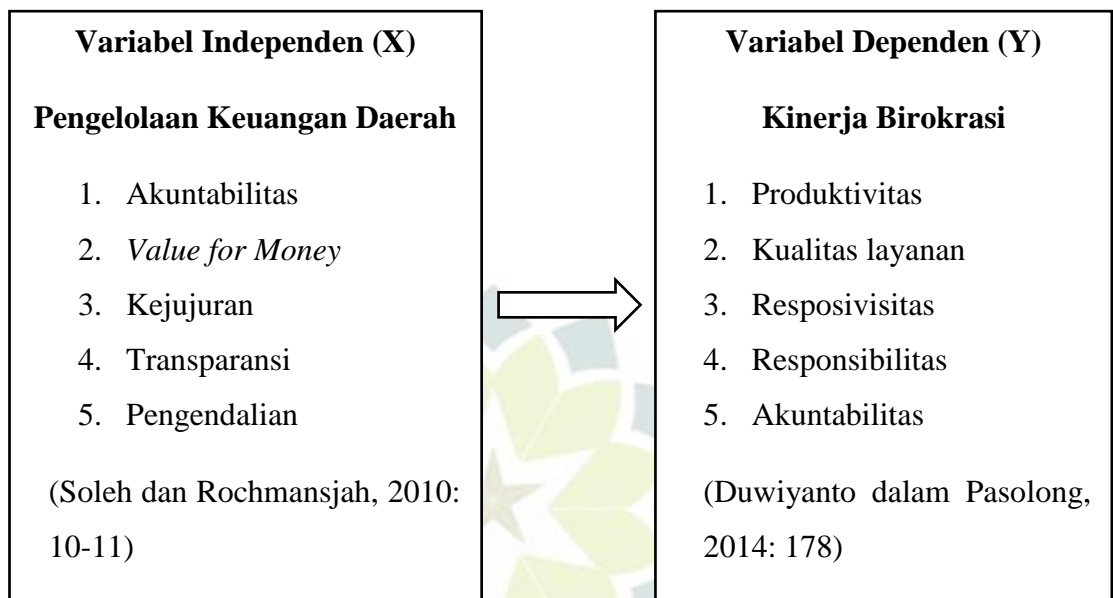 Variabel Independen (X)
Pengelolaan Keuangan Daerah
1. Akuntabilitas
2. Value for Money
3. Kejujuran
4. Transparansi
5. Pengendalian
(Soleh dan Rochmansjah, 2010:
10-11)
Variabel Dependen (Y)
Kinerja Birokrasi
1. Produktivitas
2. Kualitas layanan
3. Resposivisitas
4. Responsibilitas
5. Akuntabilitas
(Duwiyanto dalam Pasolong,
2014: 178)